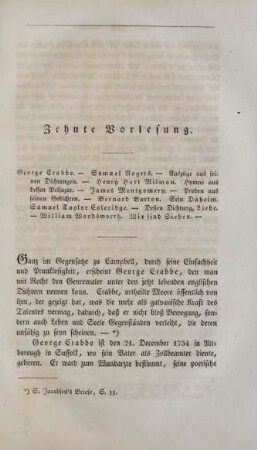 Zehnte Vorlesung.
George Crabbe. — Samuel Rogers. — Auszüge aus sei-
nen Dichtungen. — Henry Hart Milman. Hymne aus
dessen Belsazar. — James Montgomery. — Proben aus
seinen Gedichten. — Bernard Barton. Sein Daheim.
Samuel Taylor Coleridge. — Dessen Dichtung, Liebe.
— William Wordsworth. Wir sind Sieben. —
Ganz im Gegensatze zu Campbell, durch seine Einfachheit
und Prunklosigkeit, erscheint George Crabbe, den man
mit Recht den Genremaler unter den jetzt lebenden englischen
Dichtern nennen kann. Crabbe, urtheilte Moore öffentlich von
ihm, der gezeigt hat, was die mehr als galvanische Kraft des
Talentes vermag, dadurch, daß er nicht bloß Bewegung, son-
dern auch Leben und Seele Gegenständen verleiht, die deren
unfähig zu seyn scheinen. — *)
George Crabbe ist den 24. December 1754 in Ald-
borough in Suffolk, wo sein Vater als Zollbeamter diente,
geboren. Er ward zum Wundarzte bestimmt, seine poetische
*) S. Jacobsen's Briefe, S. 11.